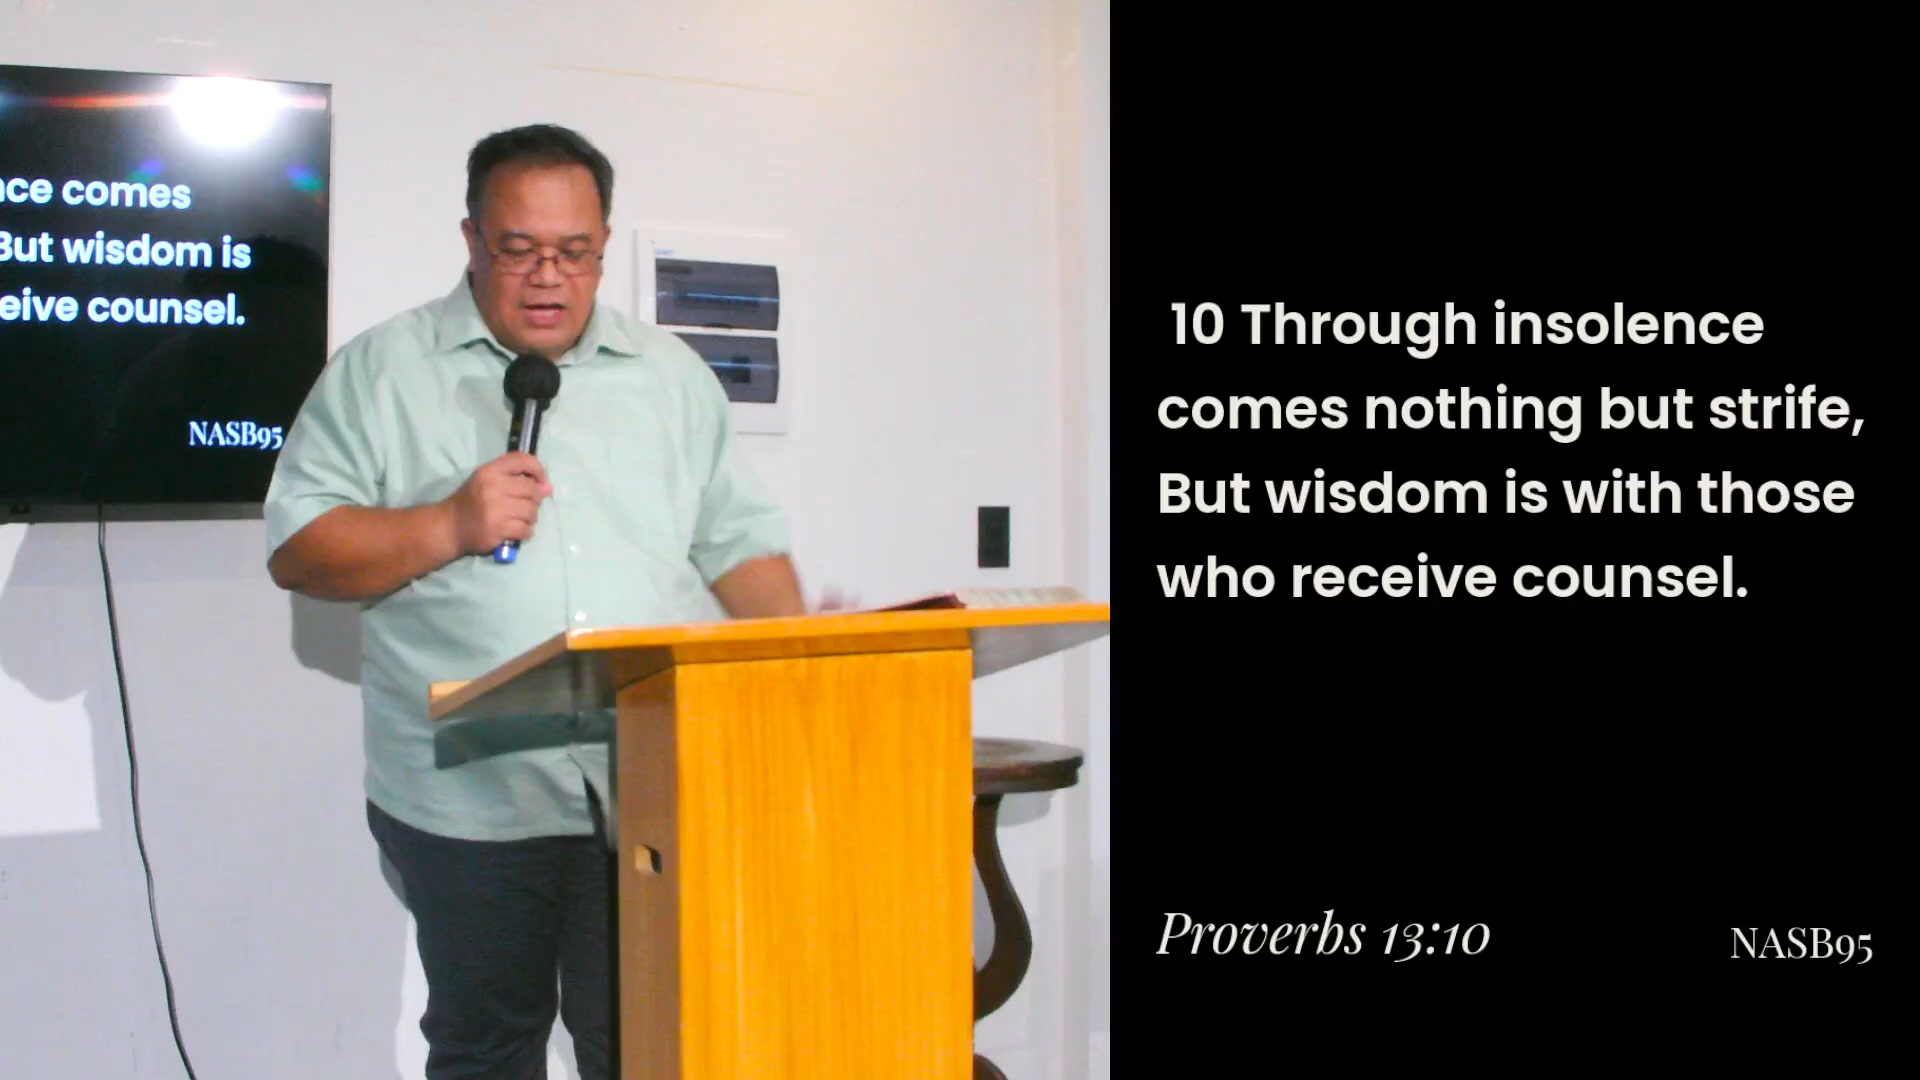 nce comes
But wisdom is
eive counsel.
NASB95
10 Through insolence
comes nothing but strife,
But wisdom is with those
who receive counsel.
Proverbs 13:10
NASB95